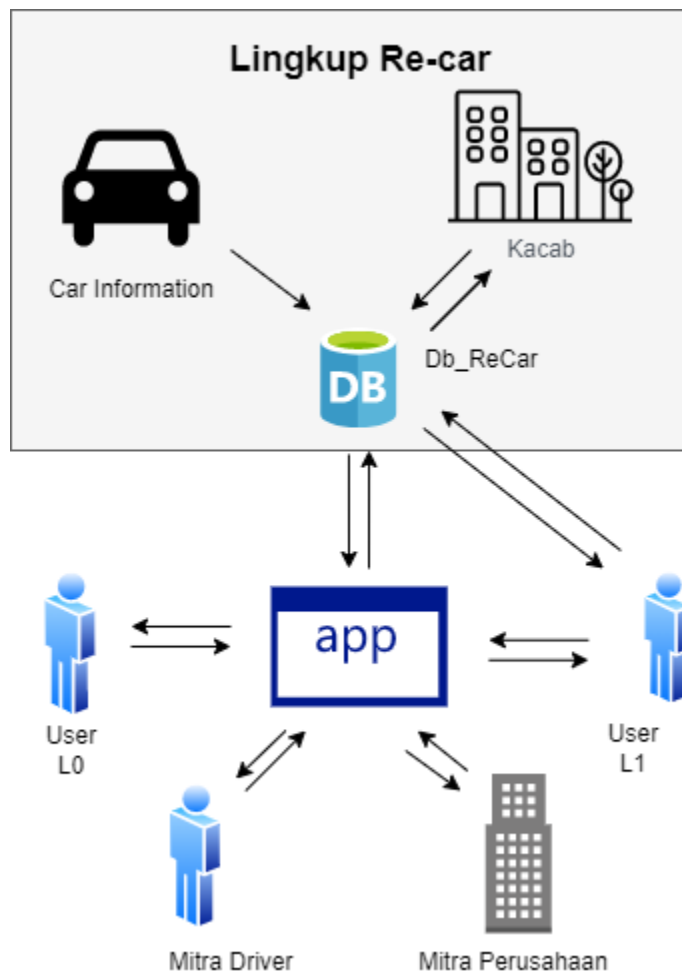 Lingkup Re-car
Car Information
Kacab
Db_ReCar
DB
app
User
L0
User
L1
Mitra Driver
Mitra Perusahaan